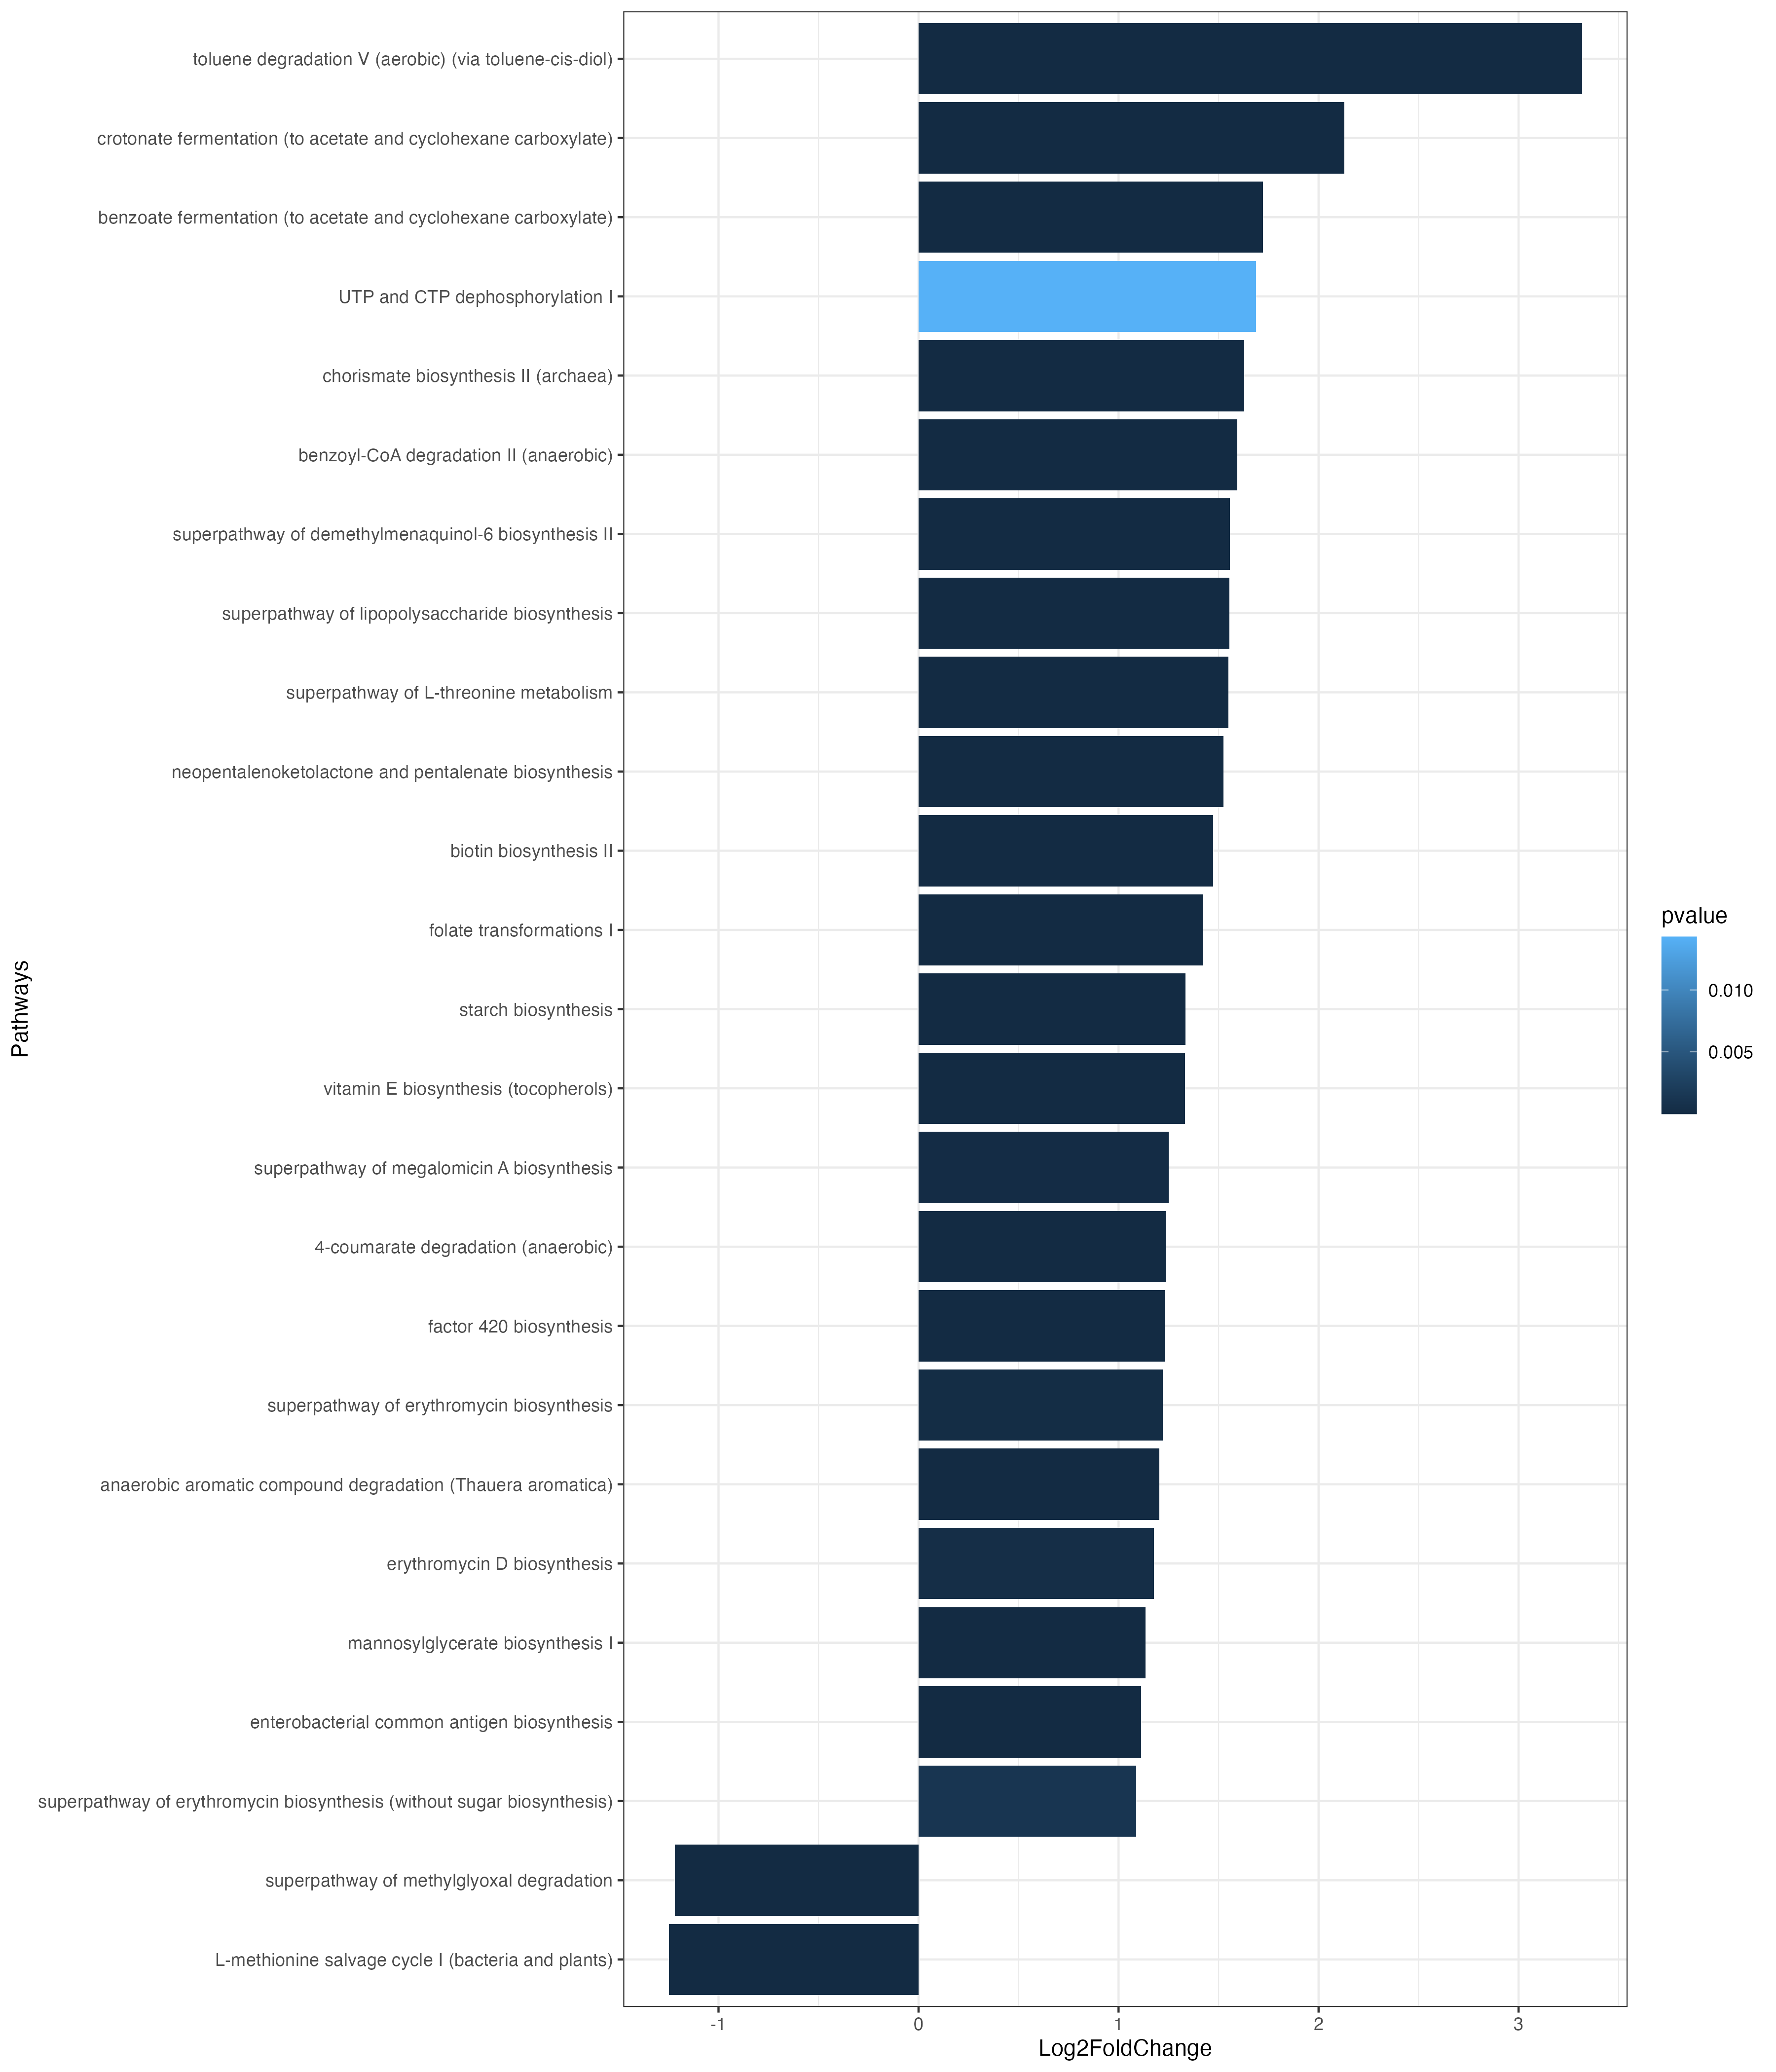 toluene degradation V (aerobic) (via toluene-cis-diol)
crotonate fermentation (to acetate and cyclohexane carboxylate)
benzoate fermentation (to acetate and cyclohexane carboxylate)
UTP and CTP dephosphorylation I
chorismate biosynthesis II (archaea)
benzoyl-CoA degradation II (anaerobic)
superpathway of demethylmenaquinol-6 biosynthesis II
superpathway of lipopolysaccharide biosynthesis
superpathway of L-threonine metabolism
neopentalenoketolactone and pentalenate biosynthesis
biotin biosynthesis II
folate transformations I
starch biosynthesis
vitamin E biosynthesis (tocopherols)
superpathway of megalomicin A biosynthesis
4-coumarate degradation (anaerobic)
factor 420 biosynthesis
superpathway of erythromycin biosynthesis
anaerobic aromatic compound degradation (Thauera aromatica)
erythromycin D biosynthesis
mannosylglycerate biosynthesis I
enterobacterial common antigen biosynthesis
superpathway of erythromycin biosynthesis (without sugar biosynthesis)
superpathway of methylglyoxal degradation
L-methionine salvage cycle I (bacteria and plants)
Pathways
-1 0 1 2 3
Log2FoldChange
pvalue
0.010
0.005